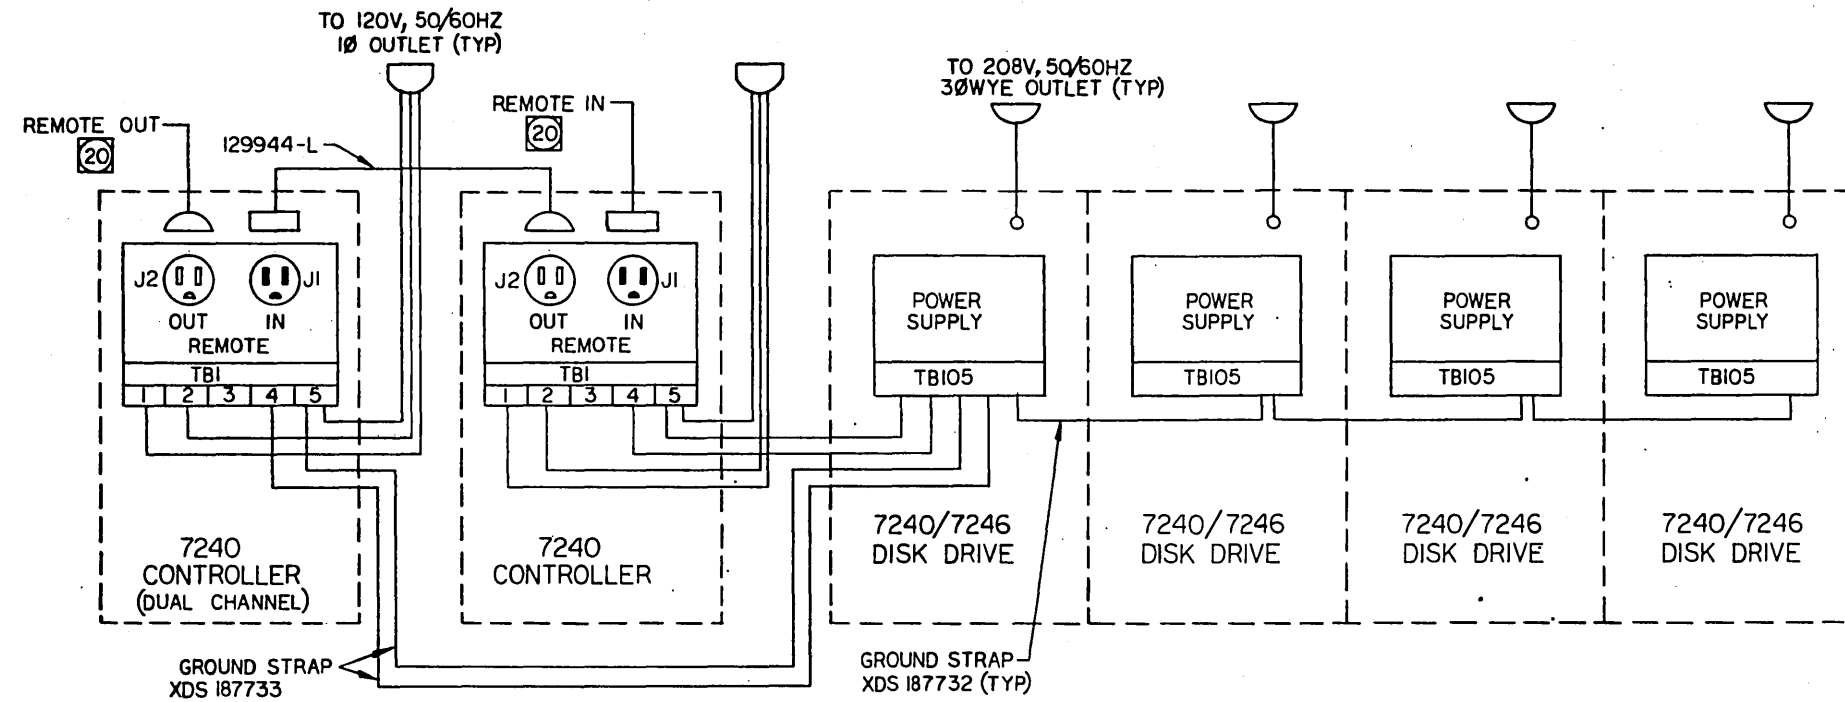 TO 120V, 50/60HZ
1Ø OUTLET (TYP)
TO 208V, 50/60HZ
3ØWYE OUTLET (TYP)
REMOTE OUT
20
129944-L
REMOTE IN
20
J2
J1
OUT IN
REMOTE
TB1
1 2 3 4 5
J2
J1
OUT IN
REMOTE
TB1
1 2 3 4 5
POWER
SUPPLY
TB105
POWER
SUPPLY
TB105
POWER
SUPPLY
TB105
POWER
SUPPLY
TB105
7240
CONTROLLER
(DUAL CHANNEL)
7240
CONTROLLER
7240/7246
DISK DRIVE
7240/7246
DISK DRIVE
7240/7246
DISK DRIVE
7240/7246
DISK DRIVE
GROUND STRAP
XDS 187733
GROUND STRAP
XDS 187732 (TYP)